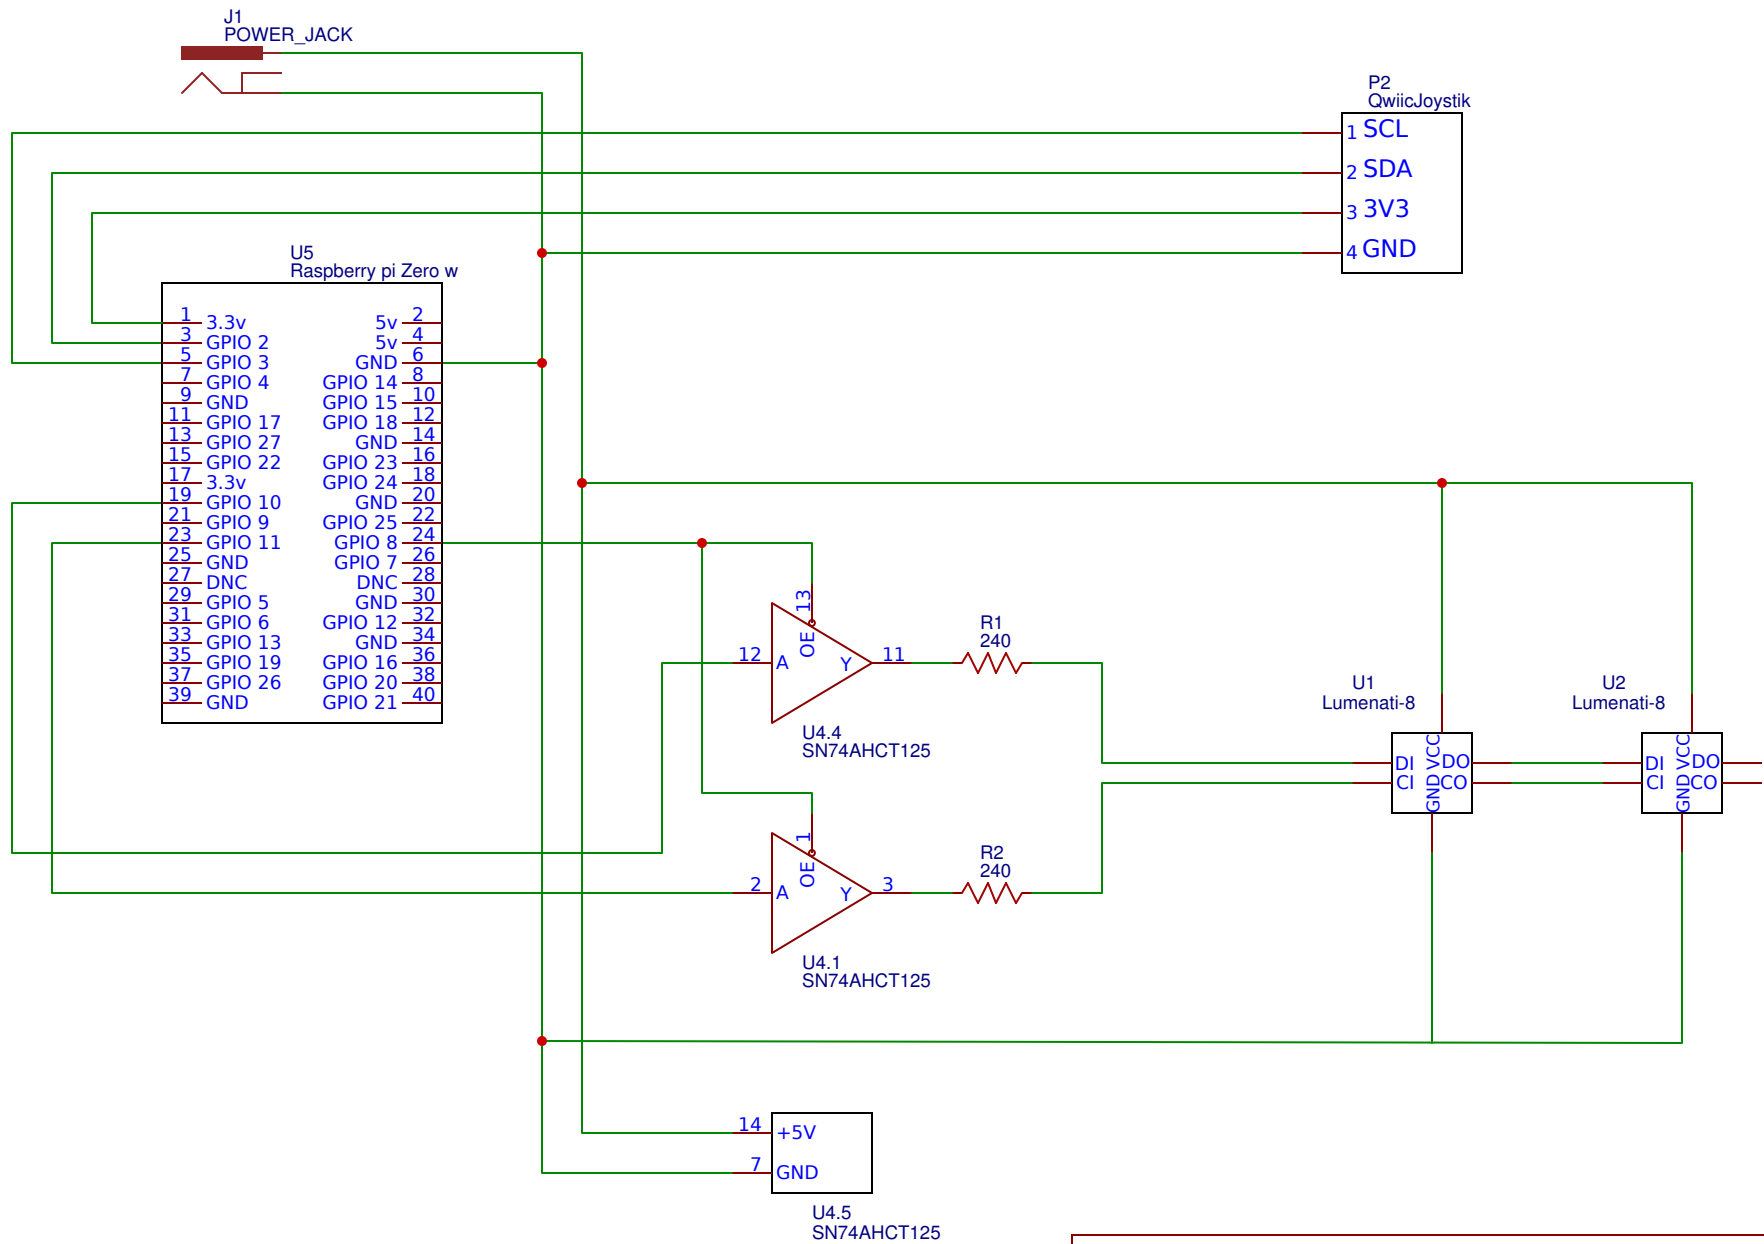 J1
POWER_JACK
P2
QwiicJoystik
1 SCL
2 SDA
3 3V3
4 GND
U5
Raspberry pi Zero w
1 3.3v 5v 2
3 GPIO 2 5v 4
5 GPIO 3 GND 6
7 GPIO 4 GPIO 14 8
9 GND GPIO 15 10
11 GPIO 17 GPIO 18 12
13 GPIO 27 GND 14
15 GPIO 22 GPIO 23 16
17 3.3v GPIO 24 18
19 GPIO 10 GND 20
21 GPIO 9 GPIO 25 22
23 GPIO 11 GPIO 8 24
25 GND GPIO 7 26
27 DNC DNC 28
29 GPIO 5 GND 30
31 GPIO 6 GPIO 12 32
33 GPIO 13 GND 34
35 GPIO 19 GPIO 16 36
37 GPIO 26 GPIO 20 38
39 GND GPIO 21 40
13
OE
12 A Y 11
U4.4
SN74AHCT125
R1
240
1
OE
2 A Y 3
U4.1
SN74AHCT125
R2
240
U1
Lumenati-8
VCC
DI DO
CI CO
GND
U2
Lumenati-8
VCC
DI DO
CI CO
GND
14 +5V
7 GND
U4.5
SN74AHCT125